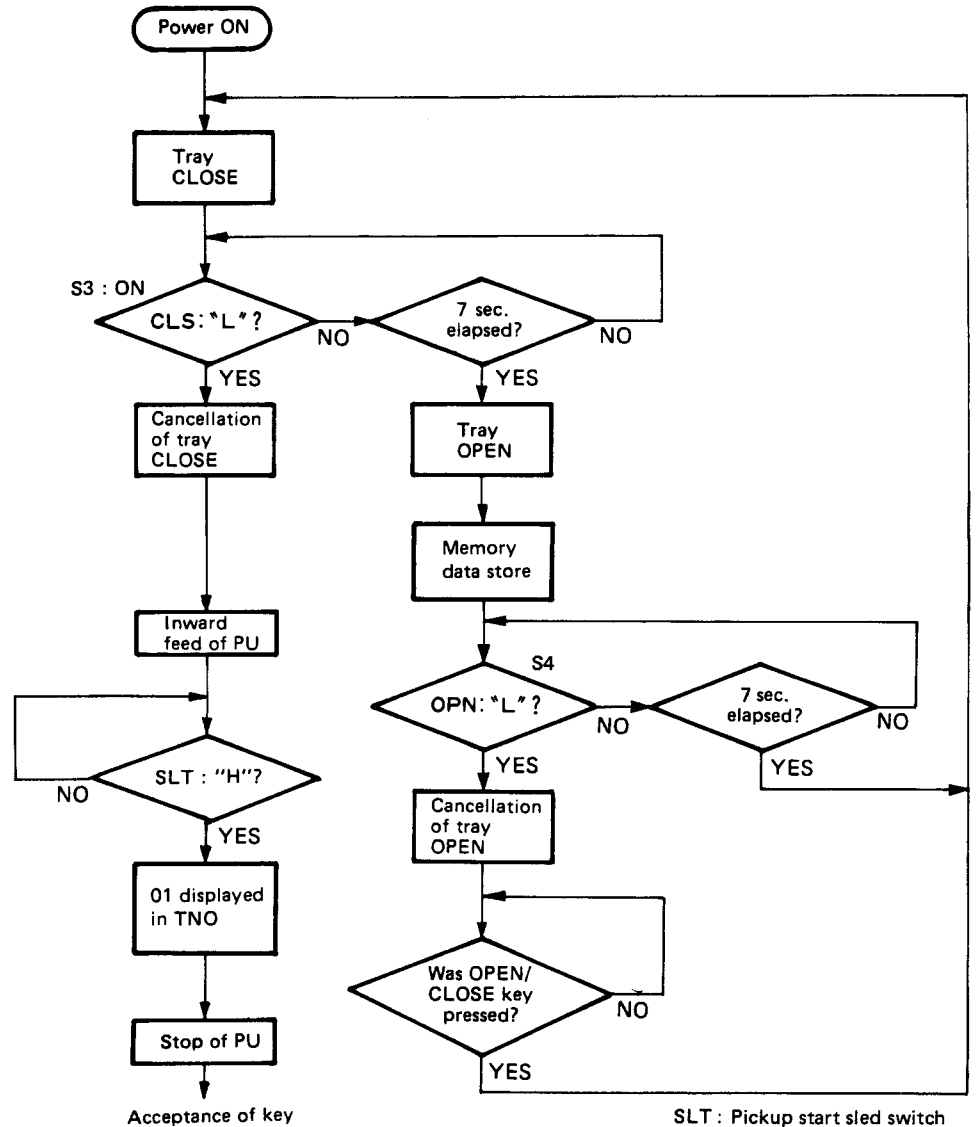 Power ON
Tray
CLOSE
S3 : ON
CLS: "L" ?
NO
7 sec.
elapsed?
NO
YES
YES
Cancellation
of tray
CLOSE
Tray
OPEN
Memory
data store
Inward
feed of PU
S4
OPN: "L" ?
NO
7 sec.
elapsed?
NO
YES
YES
SLT : "H"?
NO
YES
Cancellation
of tray
OPEN
01 displayed
in TNO
Was OPEN/
CLOSE key
pressed?
NO
YES
Stop of PU
Acceptance of key
SLT : Pickup start sled switch